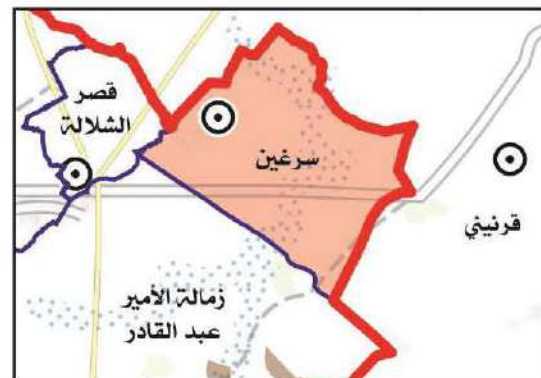 قصر
الشلالة
سرغين
قرنيني
زمالة الأمير
عبد القادر